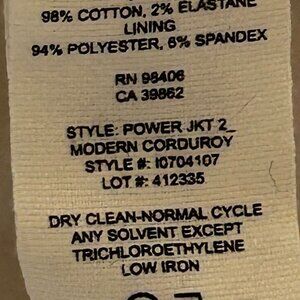 98% COTTON, 2% ELASTANE
LINING
94% POLYESTER, 6% SPANDEX
RN 98406
CA 39862
STYLE: POWER JKT 2_
MODERN CORDUROY
STYLE #: I0704107
LOT #: 412335
DRY CLEAN-NORMAL CYCLE
ANY SOLVENT EXCEPT
TRICHLOROETHYLENE
LOW IRON